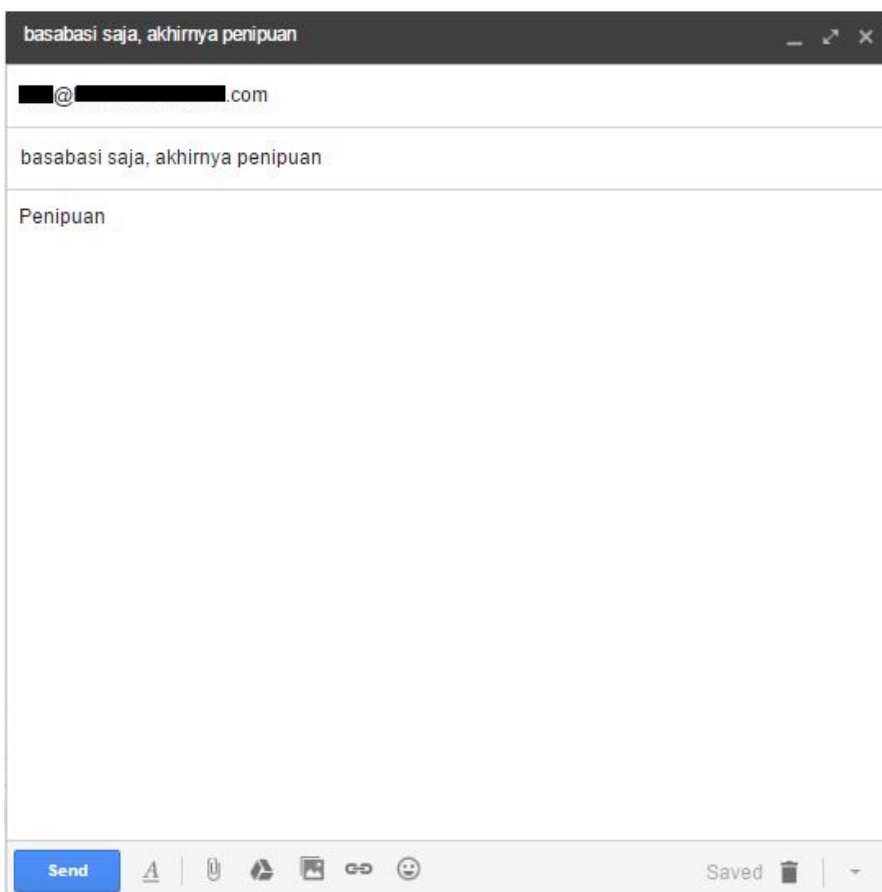 basabasi saja, akhirnya penipuan
@ .com
basabasi saja, akhirnya penipuan
Penipuan
Send A Saved